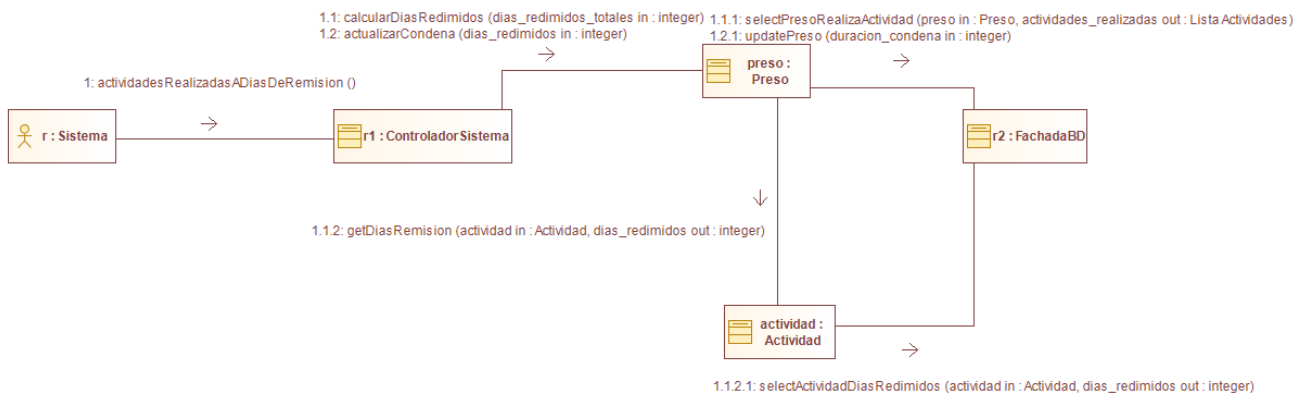 1.1: calcularDiasRedimidos (dias_redimidos_totales in : integer)
1.2: actualizarCondena (dias_redimidos in : integer)
1.1.1: selectPresoRealizaActividad (preso in : Preso, actividades_realizadas out : Lista Actividades)
1.2.1: updatePreso (duracion_condena in : integer)
preso :
Preso
1: actividadesRealizadasADiasDeRemision ()
r : Sistema
r1 : ControladorSistema
r2 : FachadaBD
1.1.2: getDiasRemision (actividad in : Actividad, dias_redimidos out : integer)
actividad :
Actividad
1.1.2.1: selectActividadDiasRedimidos (actividad in : Actividad, dias_redimidos out : integer)